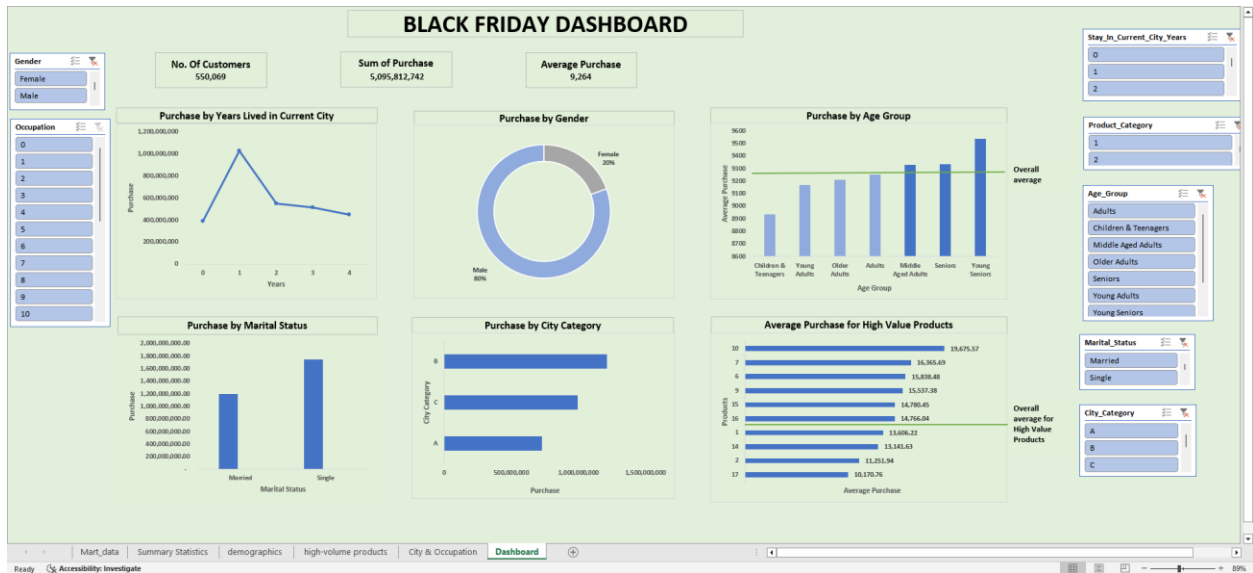 BLACK FRIDAY DASHBOARD
Gender
Female
Male
No. Of Customers
550,069
Sum of Purchase
5,095,812,742
Average Purchase
9,264
Stay_In_Current_City_Years
0
1
2
Occupation
0
1
2
3
4
5
6
7
8
9
10
Purchase by Years Lived in Current City
1,200,000,000
1,000,000,000
800,000,000
600,000,000
400,000,000
200,000,000
0
Purchase
0 1 2 3 4
Years
Purchase by Gender
Female
20%
Male
80%
Purchase by Age Group
9600
9500
9400
9300
9200
9100
9000
8900
8800
8700
8600
Average Purchase
Overall
average
Children &
Teenagers
Young
Adults
Older
Adults
Adults
Middle
Aged Adults
Seniors
Young
Seniors
Age Group
Product_Category
1
2
Age_Group
Adults
Children & Teenagers
Middle Aged Adults
Older Adults
Seniors
Young Adults
Young Seniors
Purchase by Marital Status
2,000,000,000.00
1,800,000,000.00
1,600,000,000.00
1,400,000,000.00
1,200,000,000.00
1,000,000,000.00
800,000,000.00
600,000,000.00
400,000,000.00
200,000,000.00
-
Purchase
Married Single
Marital Status
Purchase by City Category
B
C
A
City Category
0 500,000,000 1,000,000,000 1,500,000,000
Purchase
Average Purchase for High Value Products
10 19,675.57
7 16,365.69
6 15,838.48
9 15,537.38
15 14,780.45
16 14,766.04
1 13,606.22
14 13,141.63
2 11,251.94
17 10,170.76
Products
Average Purchase
Overall
average for
High Value
Products
Marital_Status
Married
Single
City_Category
A
B
C
Mart_data Summary Statistics demographics high-volume products City & Occupation Dashboard
Ready Accessibility: Investigate 89%